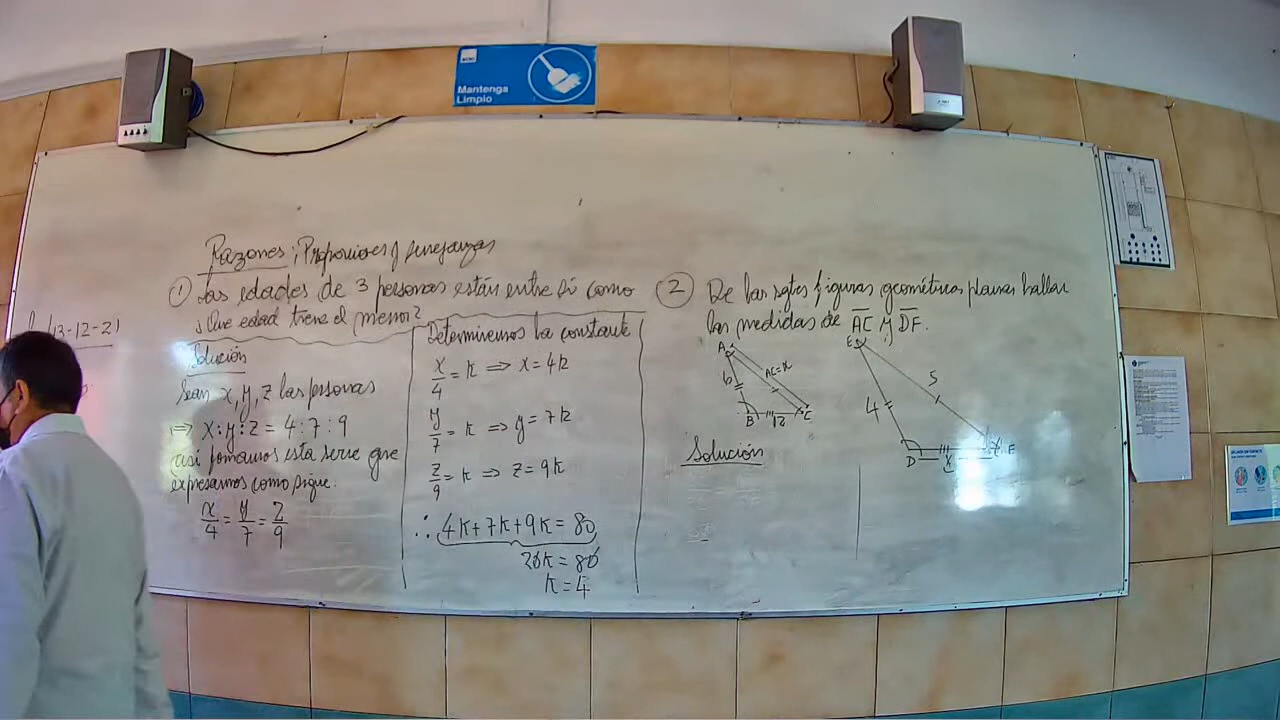 Mantenga
Limpio
(13-12-2)
Razones; Proporciones y semejanzas
① Las edades de 3 personas están entre sí como
¿Que edad tiene el menor?
Solución
Sean x, y, z las personas
⇒ x:y:z = 4:7:9
así formamos esta serie que
expresamos como sigue.
x/4 = y/7 = z/9
Determinemos la constante
x/4 = k ⇒ x = 4k
y/7 = k ⇒ y = 7k
z/9 = k ⇒ z = 9k
∴ 4k+7k+9k = 80
20k = 80
k = 4
② De las sgtes figuras geométricas planas hallar
las medidas de AC y DF.
A
6
AC=x
B
12
C
E
4
5
D
Solución